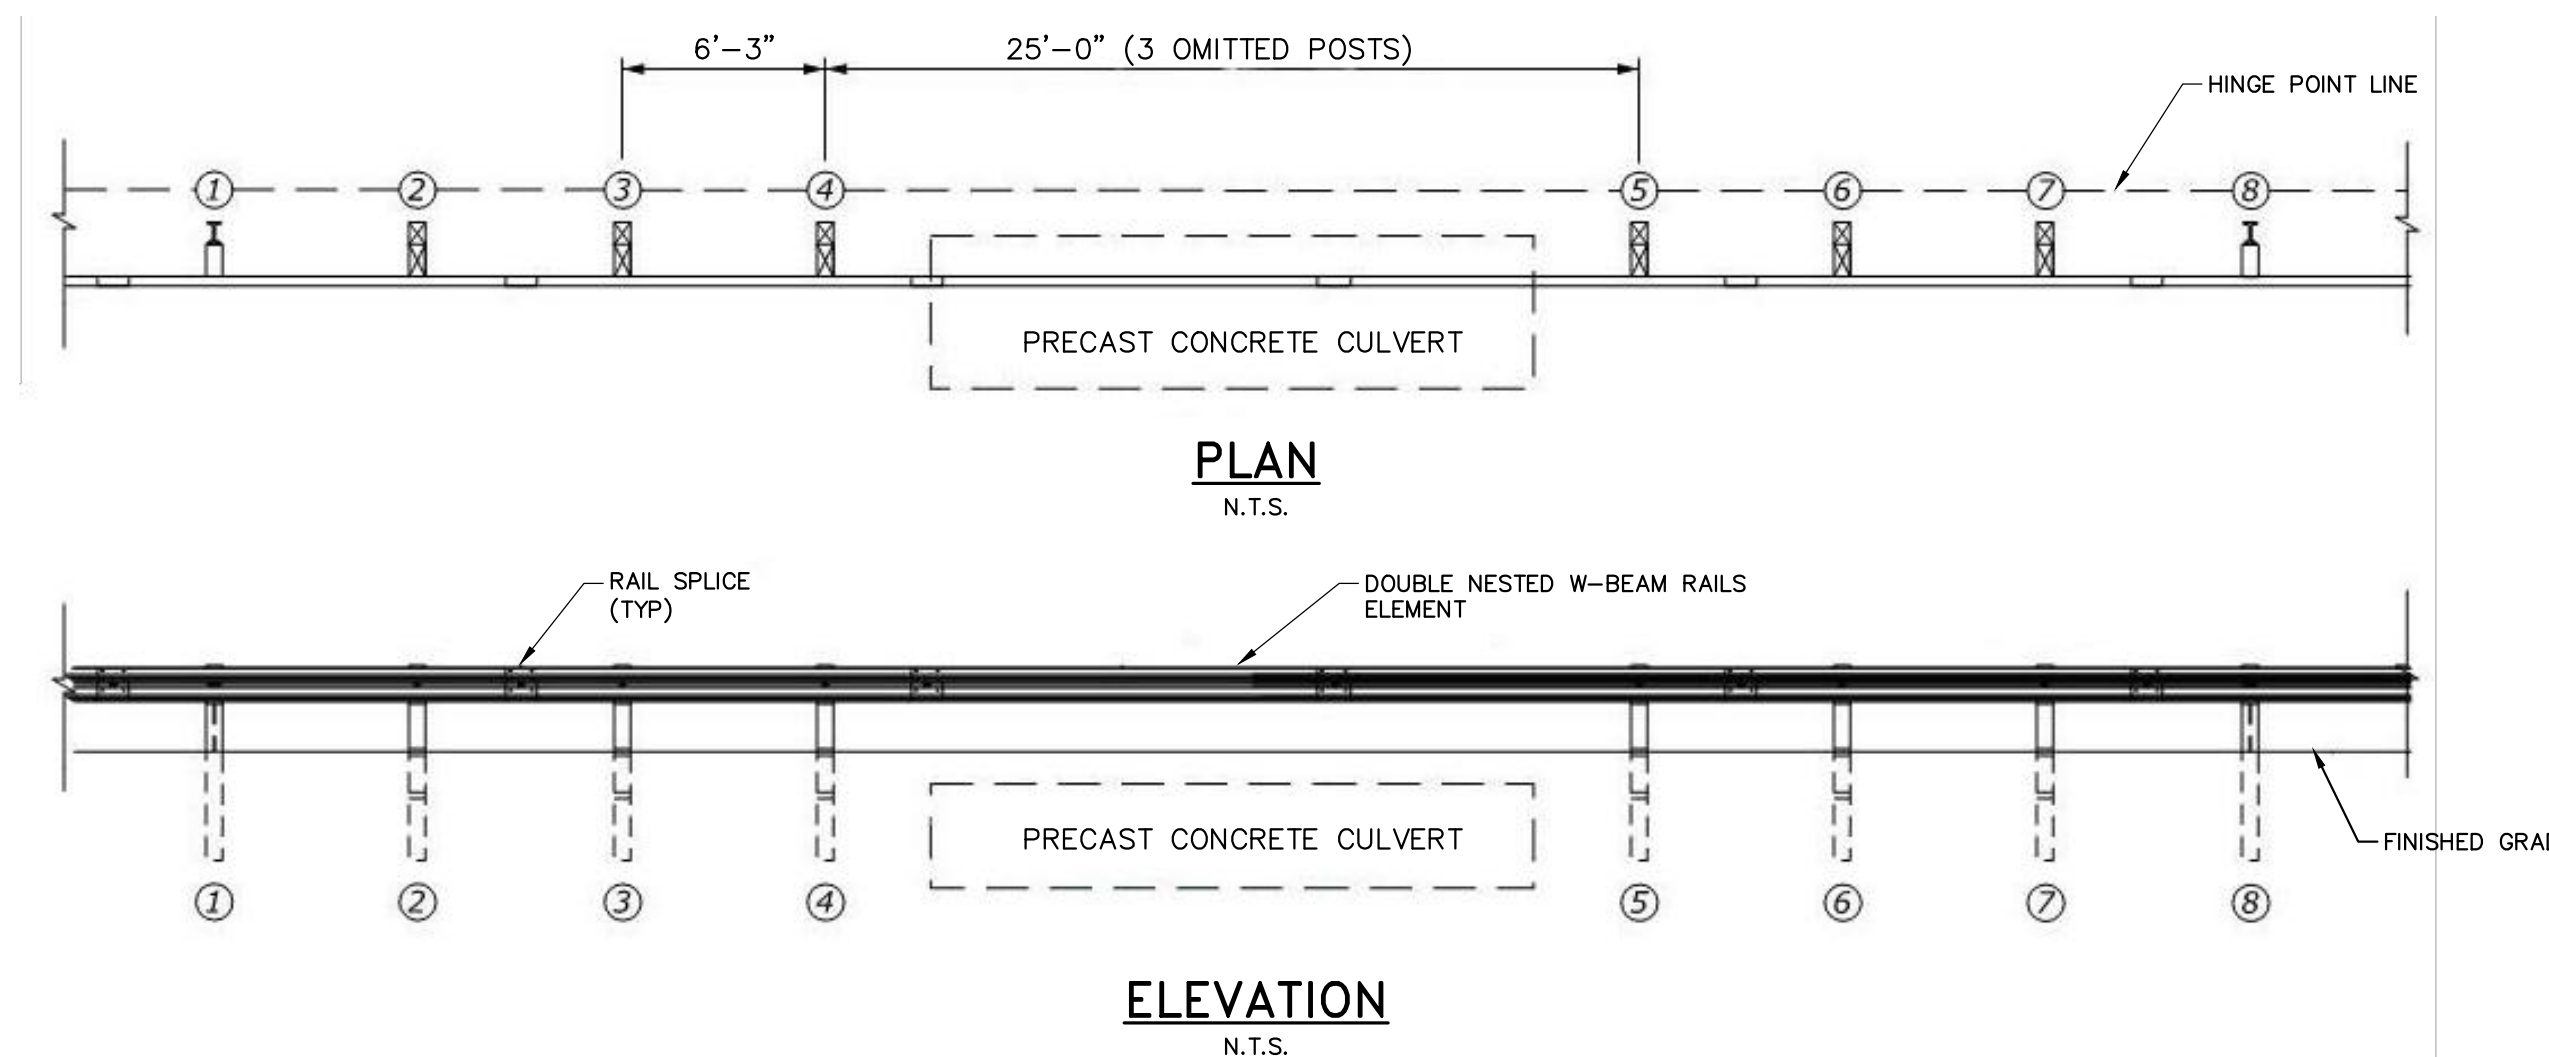 6'-3"
25'-0" (3 OMITTED POSTS)
HINGE POINT LINE
1 2 3 4 5 6 7 8
PRECAST CONCRETE CULVERT
PLAN
N.T.S.
RAIL SPLICE
(TYP)
DOUBLE NESTED W-BEAM RAILS
ELEMENT
PRECAST CONCRETE CULVERT
FINISHED
1 2 3 4 5 6 7 8
ELEVATION
N.T.S.